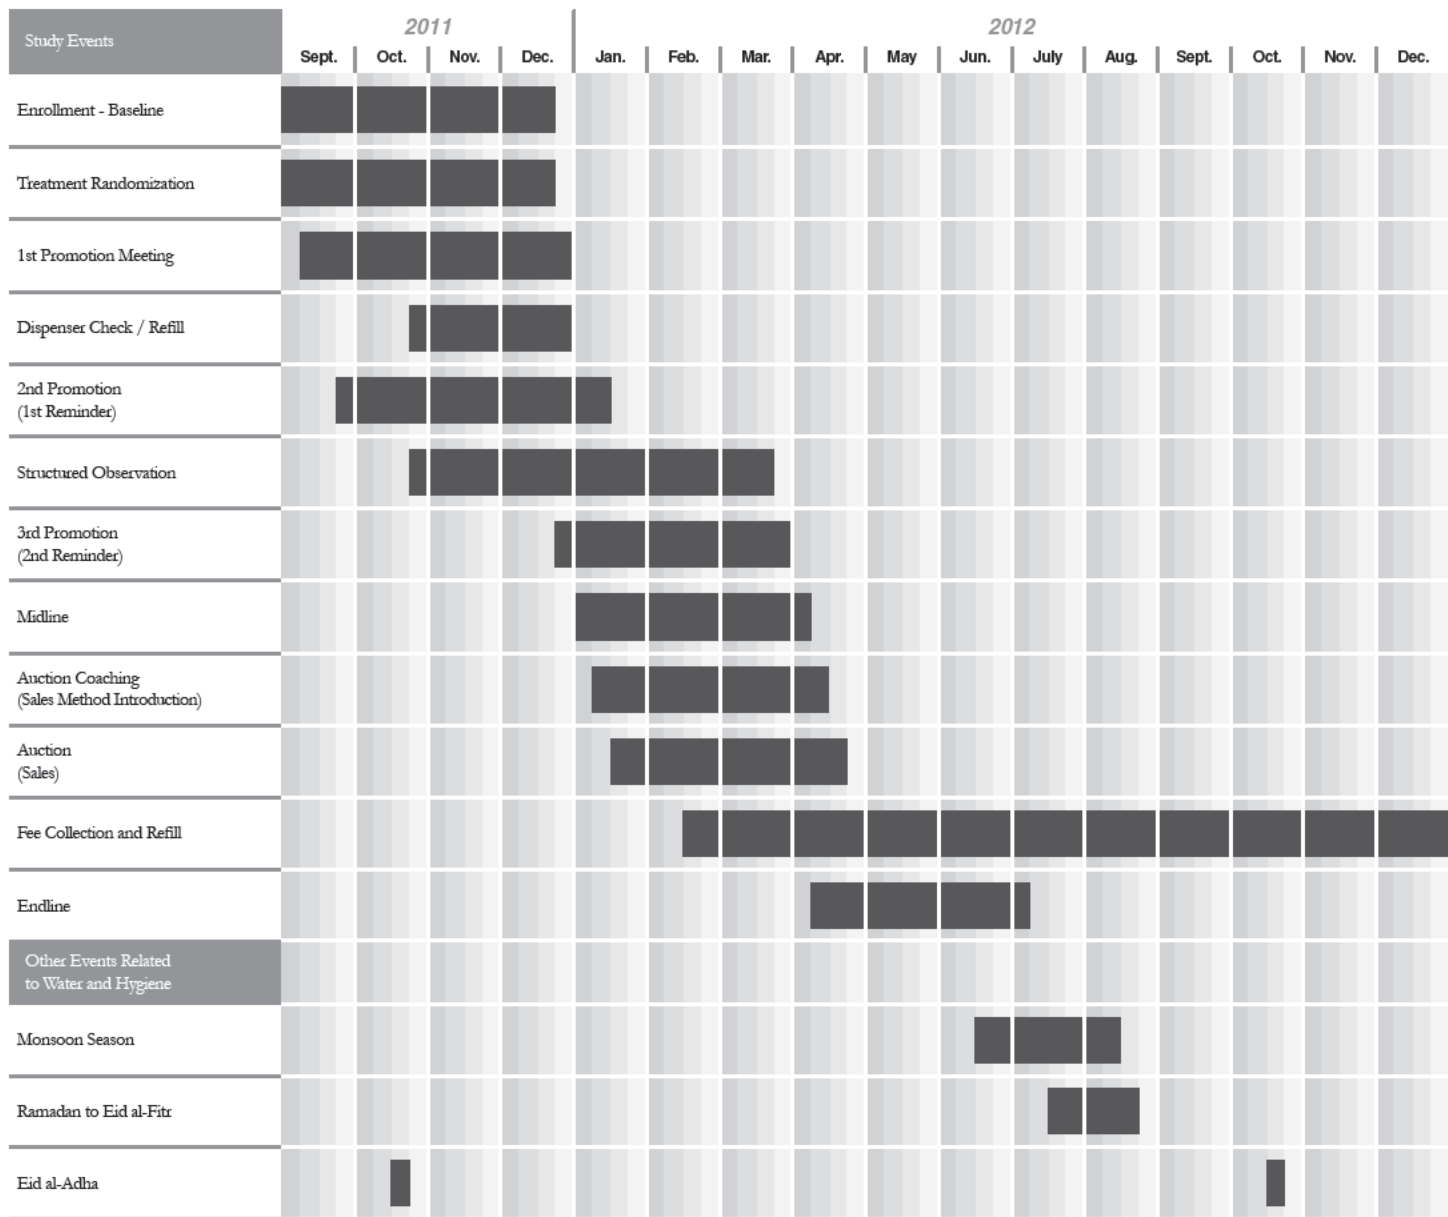 Study Events
2011
2012
Sept.
Oct.
Nov.
Dec.
Jan.
Feb.
Mar.
Apr.
May
Jun.
July
Aug.
Sept.
Oct.
Nov.
Dec.
Enrollment - Baseline
Treatment Randomization
1st Promotion Meeting
Dispenser Check / Refill
2nd Promotion
(1st Reminder)
Structured Observation
3rd Promotion
(2nd Reminder)
Midline
Auction Coaching
(Sales Method Introduction)
Auction
(Sales)
Fee Collection and Refill
Endline
Other Events Related
to Water and Hygiene
Monsoon Season
Ramadan to Eid al-Fitr
Eid al-Adha